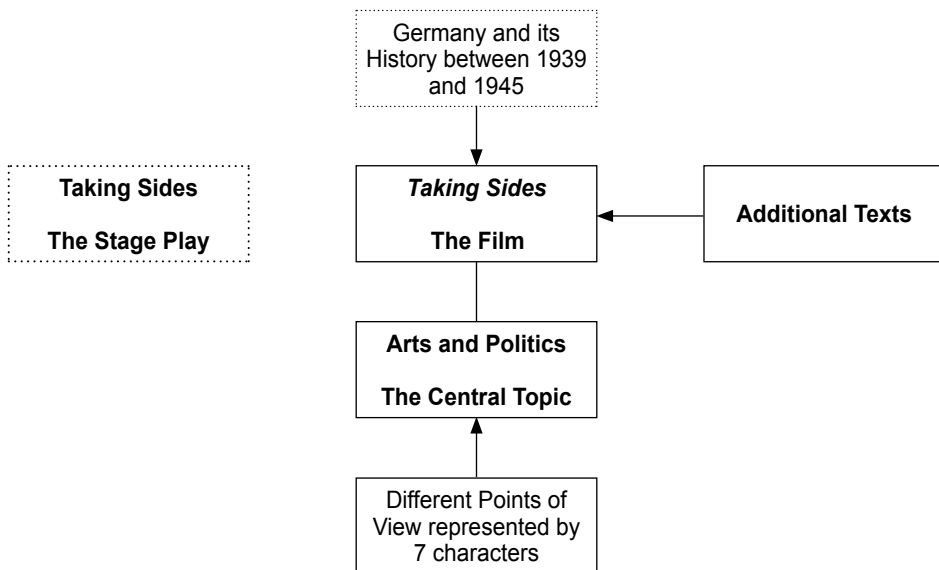 Germany and its
History between 1939
and 1945
Taking Sides
The Stage Play
Taking Sides
The Film
Additional Texts
Arts and Politics
The Central Topic
Different Points of
View represented by
7 characters